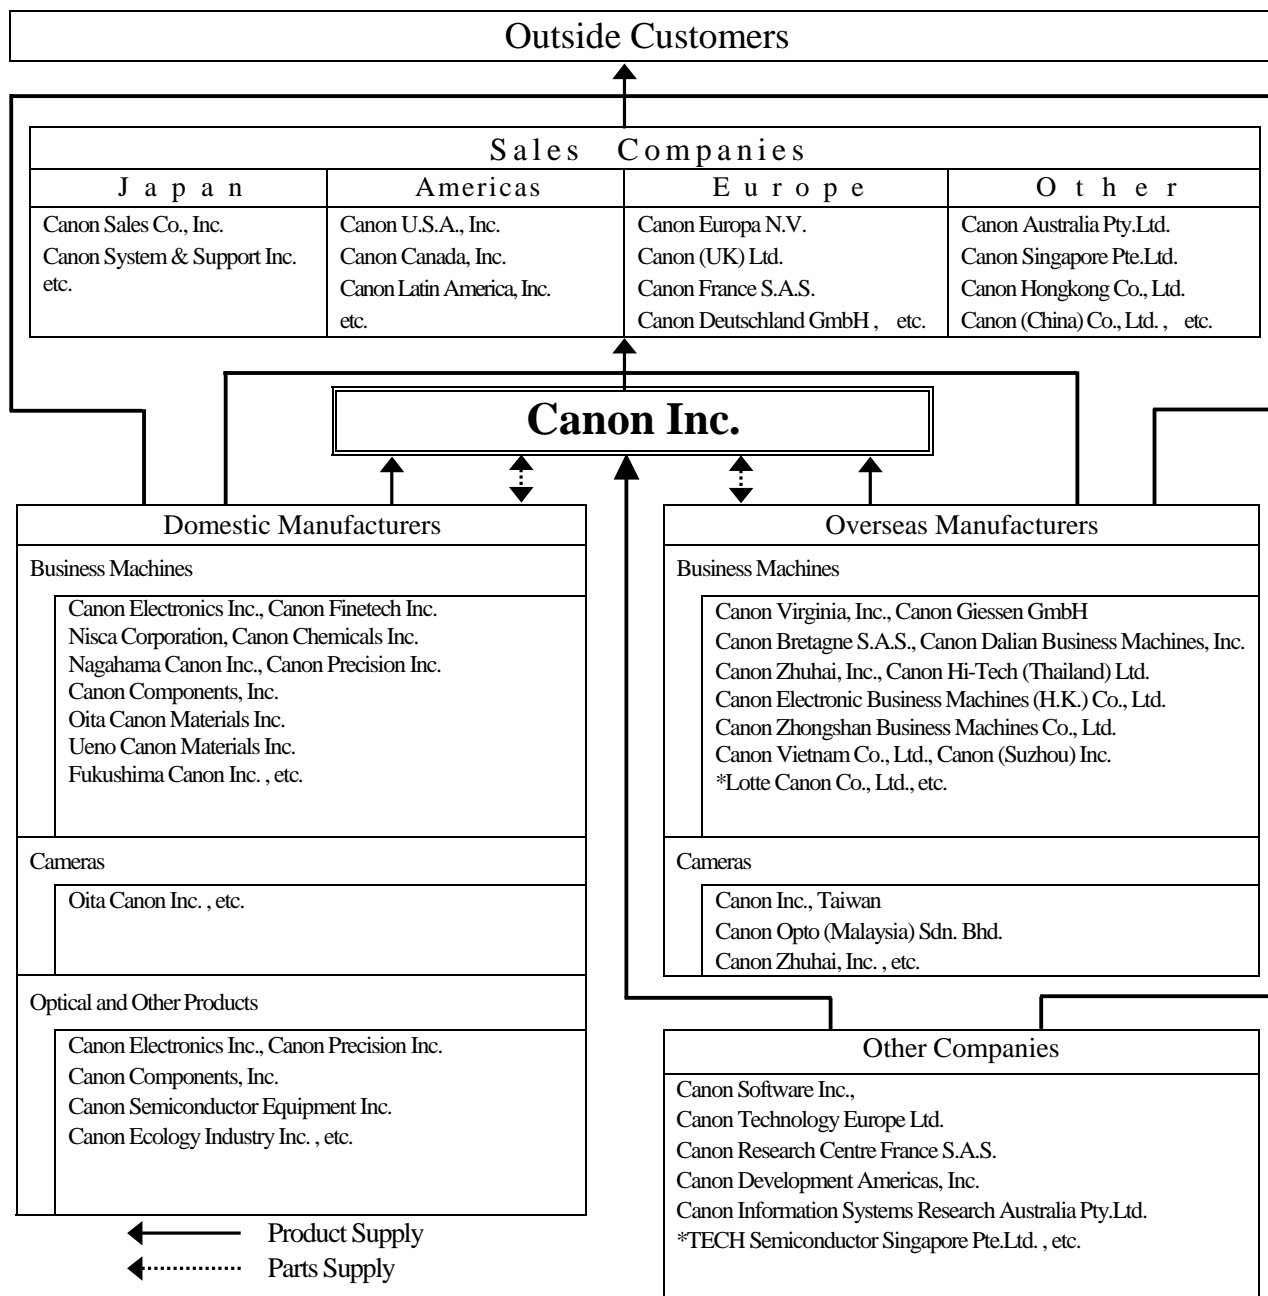 Outside Customers
Sales Companies
Japan Americas Europe Other
Canon Sales Co., Inc.
Canon System & Support Inc.
etc.
Canon U.S.A., Inc.
Canon Canada, Inc.
Canon Latin America, Inc.
etc.
Canon Europa N.V.
Canon (UK) Ltd.
Canon France S.A.S.
Canon Deutschland GmbH , etc.
Canon Australia Pty.Ltd.
Canon Singapore Pte.Ltd.
Canon Hongkong Co., Ltd.
Canon (China) Co., Ltd. , etc.
Canon Inc.
Domestic Manufacturers
Business Machines
Canon Electronics Inc., Canon Finetech Inc.
Nisca Corporation, Canon Chemicals Inc.
Nagahama Canon Inc., Canon Precision Inc.
Canon Components, Inc.
Oita Canon Materials Inc.
Ueno Canon Materials Inc.
Fukushima Canon Inc. , etc.
Cameras
Oita Canon Inc. , etc.
Optical and Other Products
Canon Electronics Inc., Canon Precision Inc.
Canon Components, Inc.
Canon Semiconductor Equipment Inc.
Canon Ecology Industry Inc. , etc.
Overseas Manufacturers
Business Machines
Canon Virginia, Inc., Canon Giessen GmbH
Canon Bretagne S.A.S., Canon Dalian Business Machines, Inc.
Canon Zhuhai, Inc., Canon Hi-Tech (Thailand) Ltd.
Canon Electronic Business Machines (H.K.) Co., Ltd.
Canon Zhongshan Business Machines Co., Ltd.
Canon Vietnam Co., Ltd., Canon (Suzhou) Inc.
*Lotte Canon Co., Ltd., etc.
Cameras
Canon Inc., Taiwan
Canon Opto (Malaysia) Sdn. Bhd.
Canon Zhuhai, Inc. , etc.
Other Companies
Canon Software Inc.,
Canon Technology Europe Ltd.
Canon Research Centre France S.A.S.
Canon Development Americas, Inc.
Canon Information Systems Research Australia Pty.Ltd.
*TECH Semiconductor Singapore Pte.Ltd. , etc.
Product Supply
Parts Supply